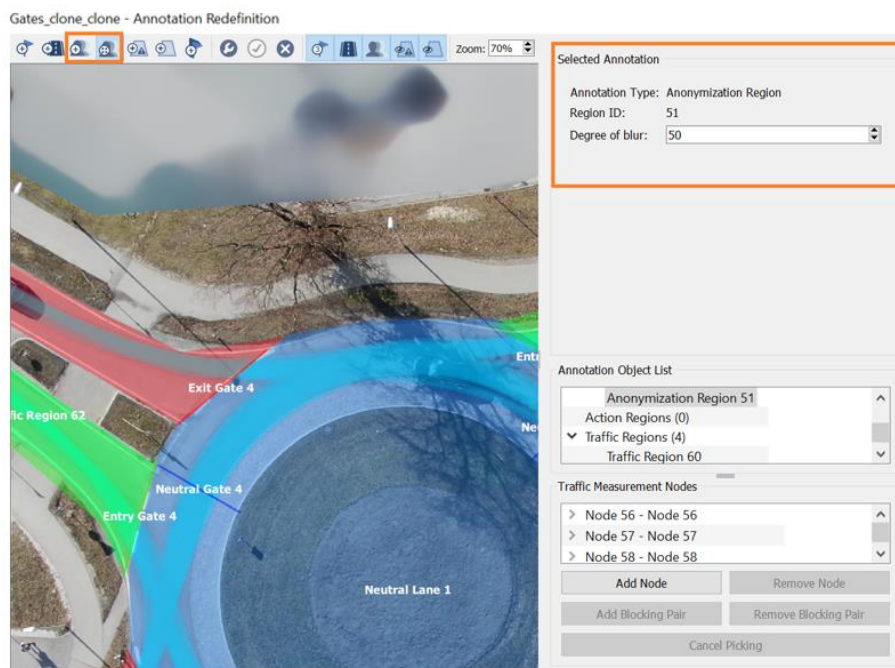 Gates_clone_clone - Annotation Redefinition
Zoom: 70%
Selected Annotation
Annotation Type: Anonymization Region
Region ID: 51
Degree of blur: 50
Exit Gate 4
Entr
fic Region 62
Ne
Neutral Gate 4
Entry Gate 4
Neutral Lane 1
Annotation Object List
Anonymization Region 51
Action Regions (0)
Traffic Regions (4)
Traffic Region 60
Traffic Measurement Nodes
Node 56 - Node 56
Node 57 - Node 57
Node 58 - Node 58
Add Node Remove Node
Add Blocking Pair Remove Blocking Pair
Cancel Picking